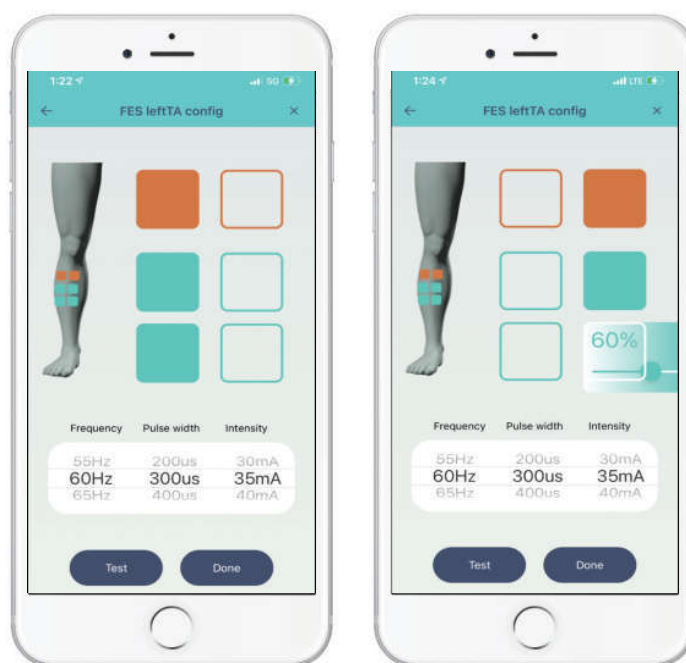 1:22
5G
FES leftTA config
Frequency Pulse width Intensity
55Hz 200us 30mA
60Hz 300us 35mA
65Hz 400us 40mA
Test Done
1:24
LTE
FES leftTA config
60%
Frequency Pulse width Intensity
55Hz 200us 30mA
60Hz 300us 35mA
65Hz 400us 40mA
Test Done